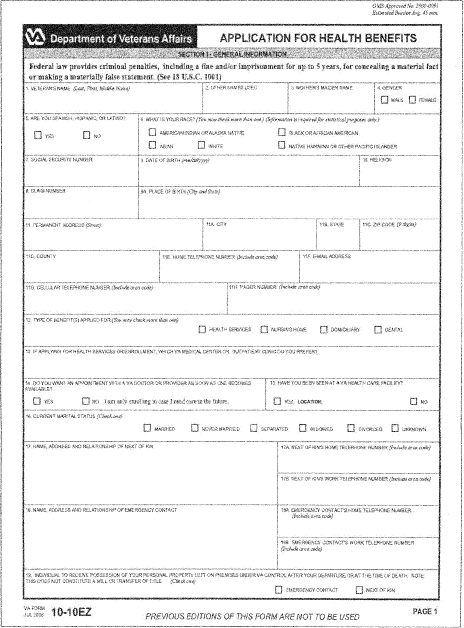 OMB Approved No. 2900-0091
Estimated Burden Avg. 45 min.
VA Department of Veterans Affairs
APPLICATION FOR HEALTH BENEFITS
SECTION I - GENERAL INFORMATION
Federal law provides criminal penalties, including a fine and/or imprisonment for up to 5 years, for concealing a material fact
or making a materially false statement. (See 18 U.S.C. 1001)
1. VETERAN'S NAME (Last, First, Middle Name)
2. OTHER NAMES USED
3. MOTHER'S MAIDEN NAME
4. GENDER
MALE FEMALE
5. ARE YOU SPANISH, HISPANIC, OR LATINO?
YES NO
6. WHAT IS YOUR RACE? (You may check more than one.) (Information is required for statistical purposes only.)
AMERICAN INDIAN OR ALASKA NATIVE BLACK OR AFRICAN AMERICAN
ASIAN WHITE NATIVE HAWAIIAN OR OTHER PACIFIC ISLANDER
7. SOCIAL SECURITY NUMBER
9. DATE OF BIRTH (mm/dd/yyyy)
10. RELIGION
8. CLAIM NUMBER
9A. PLACE OF BIRTH (City and State)
11. PERMANENT ADDRESS (Street)
11A. CITY
11B. STATE
11C. ZIP CODE (9 digits)
11D. COUNTY
11E. HOME TELEPHONE NUMBER (Include area code)
11F. E-MAIL ADDRESS
11G. CELLULAR TELEPHONE NUMBER (Include area code)
11H. PAGER NUMBER (Include area code)
12. TYPE OF BENEFIT(S) APPLIED FOR (You may check more than one)
HEALTH SERVICES NURSING HOME DOMICILIARY DENTAL
13. IF APPLYING FOR HEALTH SERVICES OR ENROLLMENT, WHICH VA MEDICAL CENTER OR OUTPATIENT CLINIC DO YOU PREFER
14. DO YOU WANT AN APPOINTMENT WITH A VA DOCTOR OR PROVIDER AS SOON AS ONE BECOMES
AVAILABLE?
YES NO I am only enrolling in case I need care in the future.
15. HAVE YOU BEEN SEEN AT A VA HEALTH CARE FACILITY?
YES, LOCATION: NO
16. CURRENT MARITAL STATUS (Check one)
MARRIED NEVER MARRIED SEPARATED WIDOWED DIVORCED UNKNOWN
17. NAME, ADDRESS AND RELATIONSHIP OF NEXT OF KIN
17A. NEXT OF KIN'S HOME TELEPHONE NUMBER (Include area code)
17B. NEXT OF KIN'S WORK TELEPHONE NUMBER (Include area code)
18. NAME, ADDRESS AND RELATIONSHIP OF EMERGENCY CONTACT
18A. EMERGENCY CONTACT'S HOME TELEPHONE NUMBER
(Include area code)
18B. EMERGENCY CONTACT'S WORK TELEPHONE NUMBER
(Include area code)
19. INDIVIDUAL TO RECEIVE POSSESSION OF YOUR PERSONAL PROPERTY LEFT ON PREMISES UNDER VA CONTROL AFTER YOUR DEPARTURE OR AT THE TIME OF DEATH. NOTE:
THIS DOES NOT CONSTITUTE A WILL OR TRANSFER OF TITLE. (Check one)
EMERGENCY CONTACT NEXT OF KIN
VA FORM
10-10EZ
PREVIOUS EDITIONS OF THIS FORM ARE NOT TO BE USED
PAGE 1